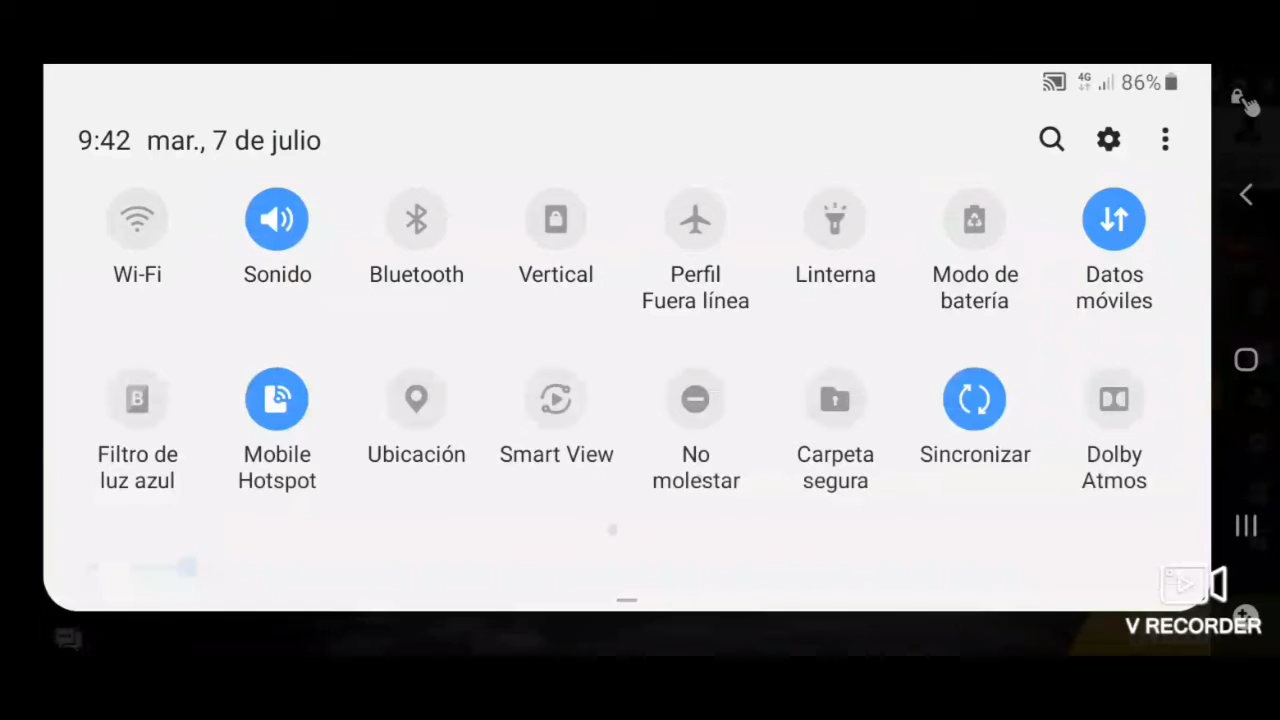 4G 86%
9:42 mar., 7 de julio
Wi-Fi
Sonido
Bluetooth
Vertical
Perfil
Fuera línea
Linterna
Modo de
batería
Datos
móviles
B
Filtro de
luz azul
Mobile
Hotspot
Ubicación
Smart View
No
molestar
Carpeta
segura
Sincronizar
Dolby
Atmos
V RECORDER